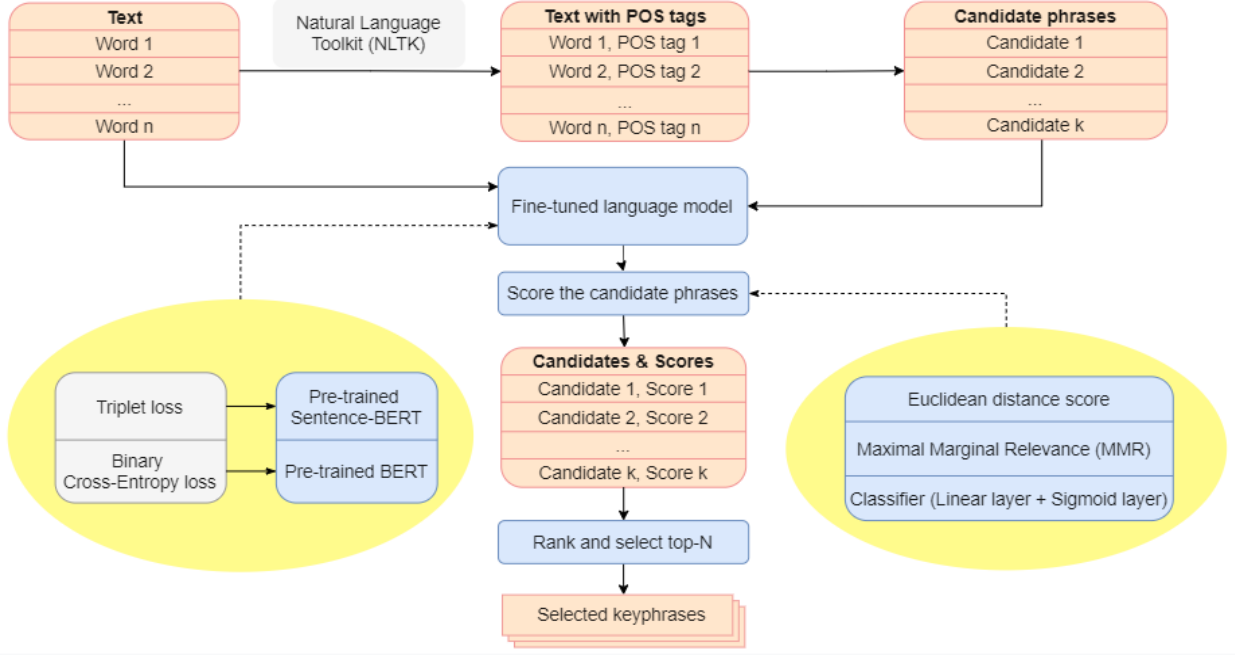 Text
Word 1
Word 2
...
Word n
Natural Language
Toolkit (NLTK)
Text with POS tags
Word 1, POS tag 1
Word 2, POS tag 2
...
Word n, POS tag n
Candidate phrases
Candidate 1
Candidate 2
...
Candidate k
Fine-tuned language model
Score the candidate phrases
Candidates & Scores
Candidate 1, Score 1
Candidate 2, Score 2
...
Candidate k, Score k
Rank and select top-N
Selected keyphrases
Triplet loss
Binary
Cross-Entropy loss
Pre-trained
Sentence-BERT
Pre-trained BERT
Euclidean distance score
Maximal Marginal Relevance (MMR)
Classifier (Linear layer + Sigmoid layer)